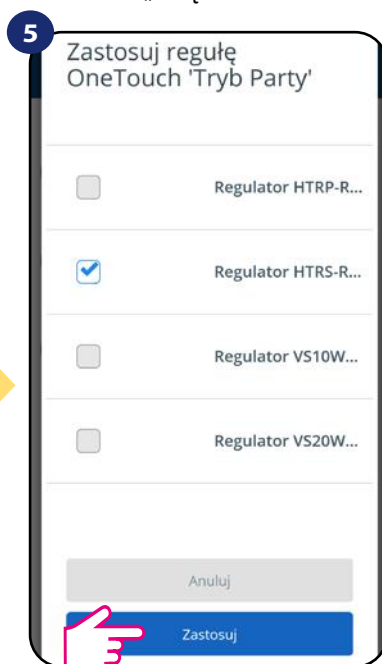 5
Zastosuj regułę
OneTouch 'Tryb Party'
Regulator HTRP-R...
Regulator HTRS-R...
Regulator VS10W...
Regulator VS20W...
Anuluj
Zastosuj